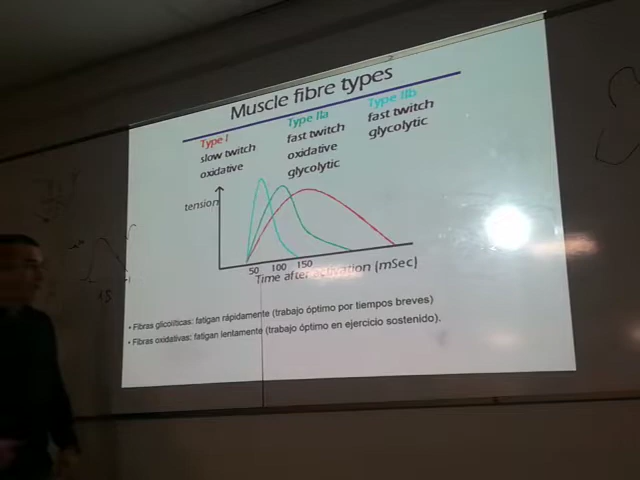 Muscle fibre types
Type I
slow twitch
oxidative
Type IIa
fast twitch
oxidative
glycolytic
Type IIb
fast twitch
glycolytic
tension
50 100 150
Time after activation (mSec)
• Fibras glicolíticas: fatigan rápidamente (trabajo óptimo por tiempos breves)
• Fibras oxidativas: fatigan lentamente (trabajo óptimo en ejercicio sostenido).